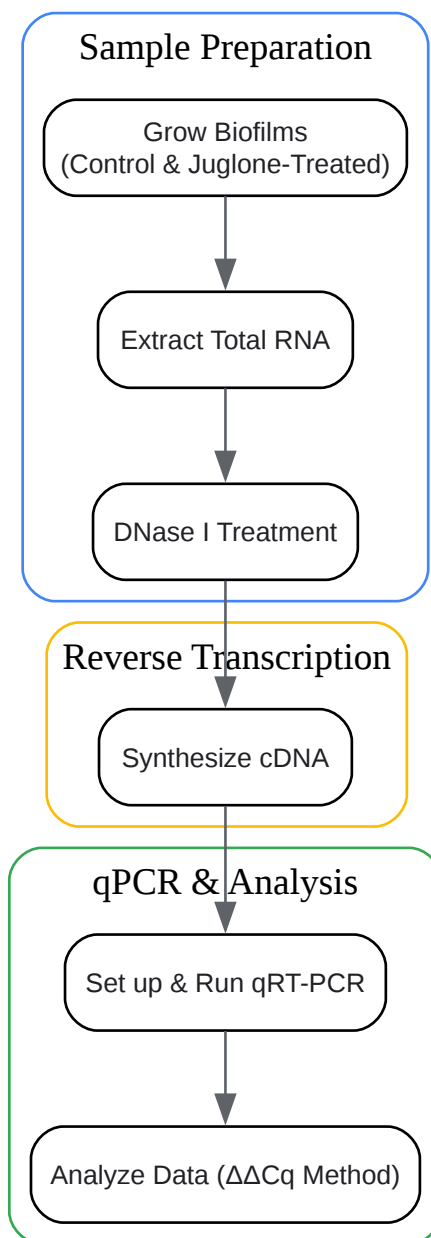 Sample Preparation
Grow Biofilms
(Control & Juglone-Treated)
Extract Total RNA
DNase I Treatment
Reverse Transcription
Synthesize cDNA
qPCR & Analysis
Set up & Run qRT-PCR
Analyze Data (ΔΔCq Method)